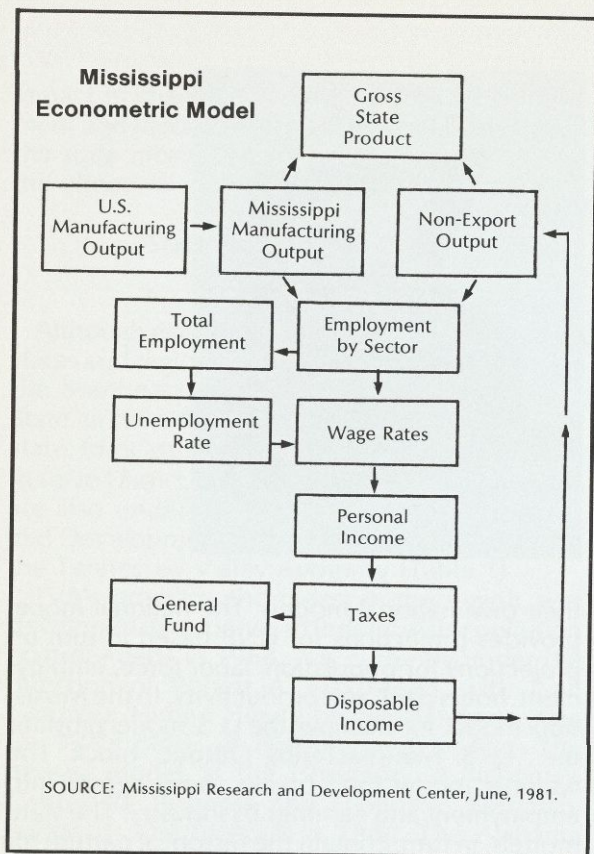 Mississippi
Econometric Model
Gross
State
Product
U.S.
Manufacturing
Output
Mississippi
Manufacturing
Output
Non-Export
Output
Total
Employment
Employment
by Sector
Unemployment
Rate
Wage Rates
Personal
Income
General
Fund
Taxes
Disposable
Income
SOURCE: Mississippi Research and Development Center, June, 1981.